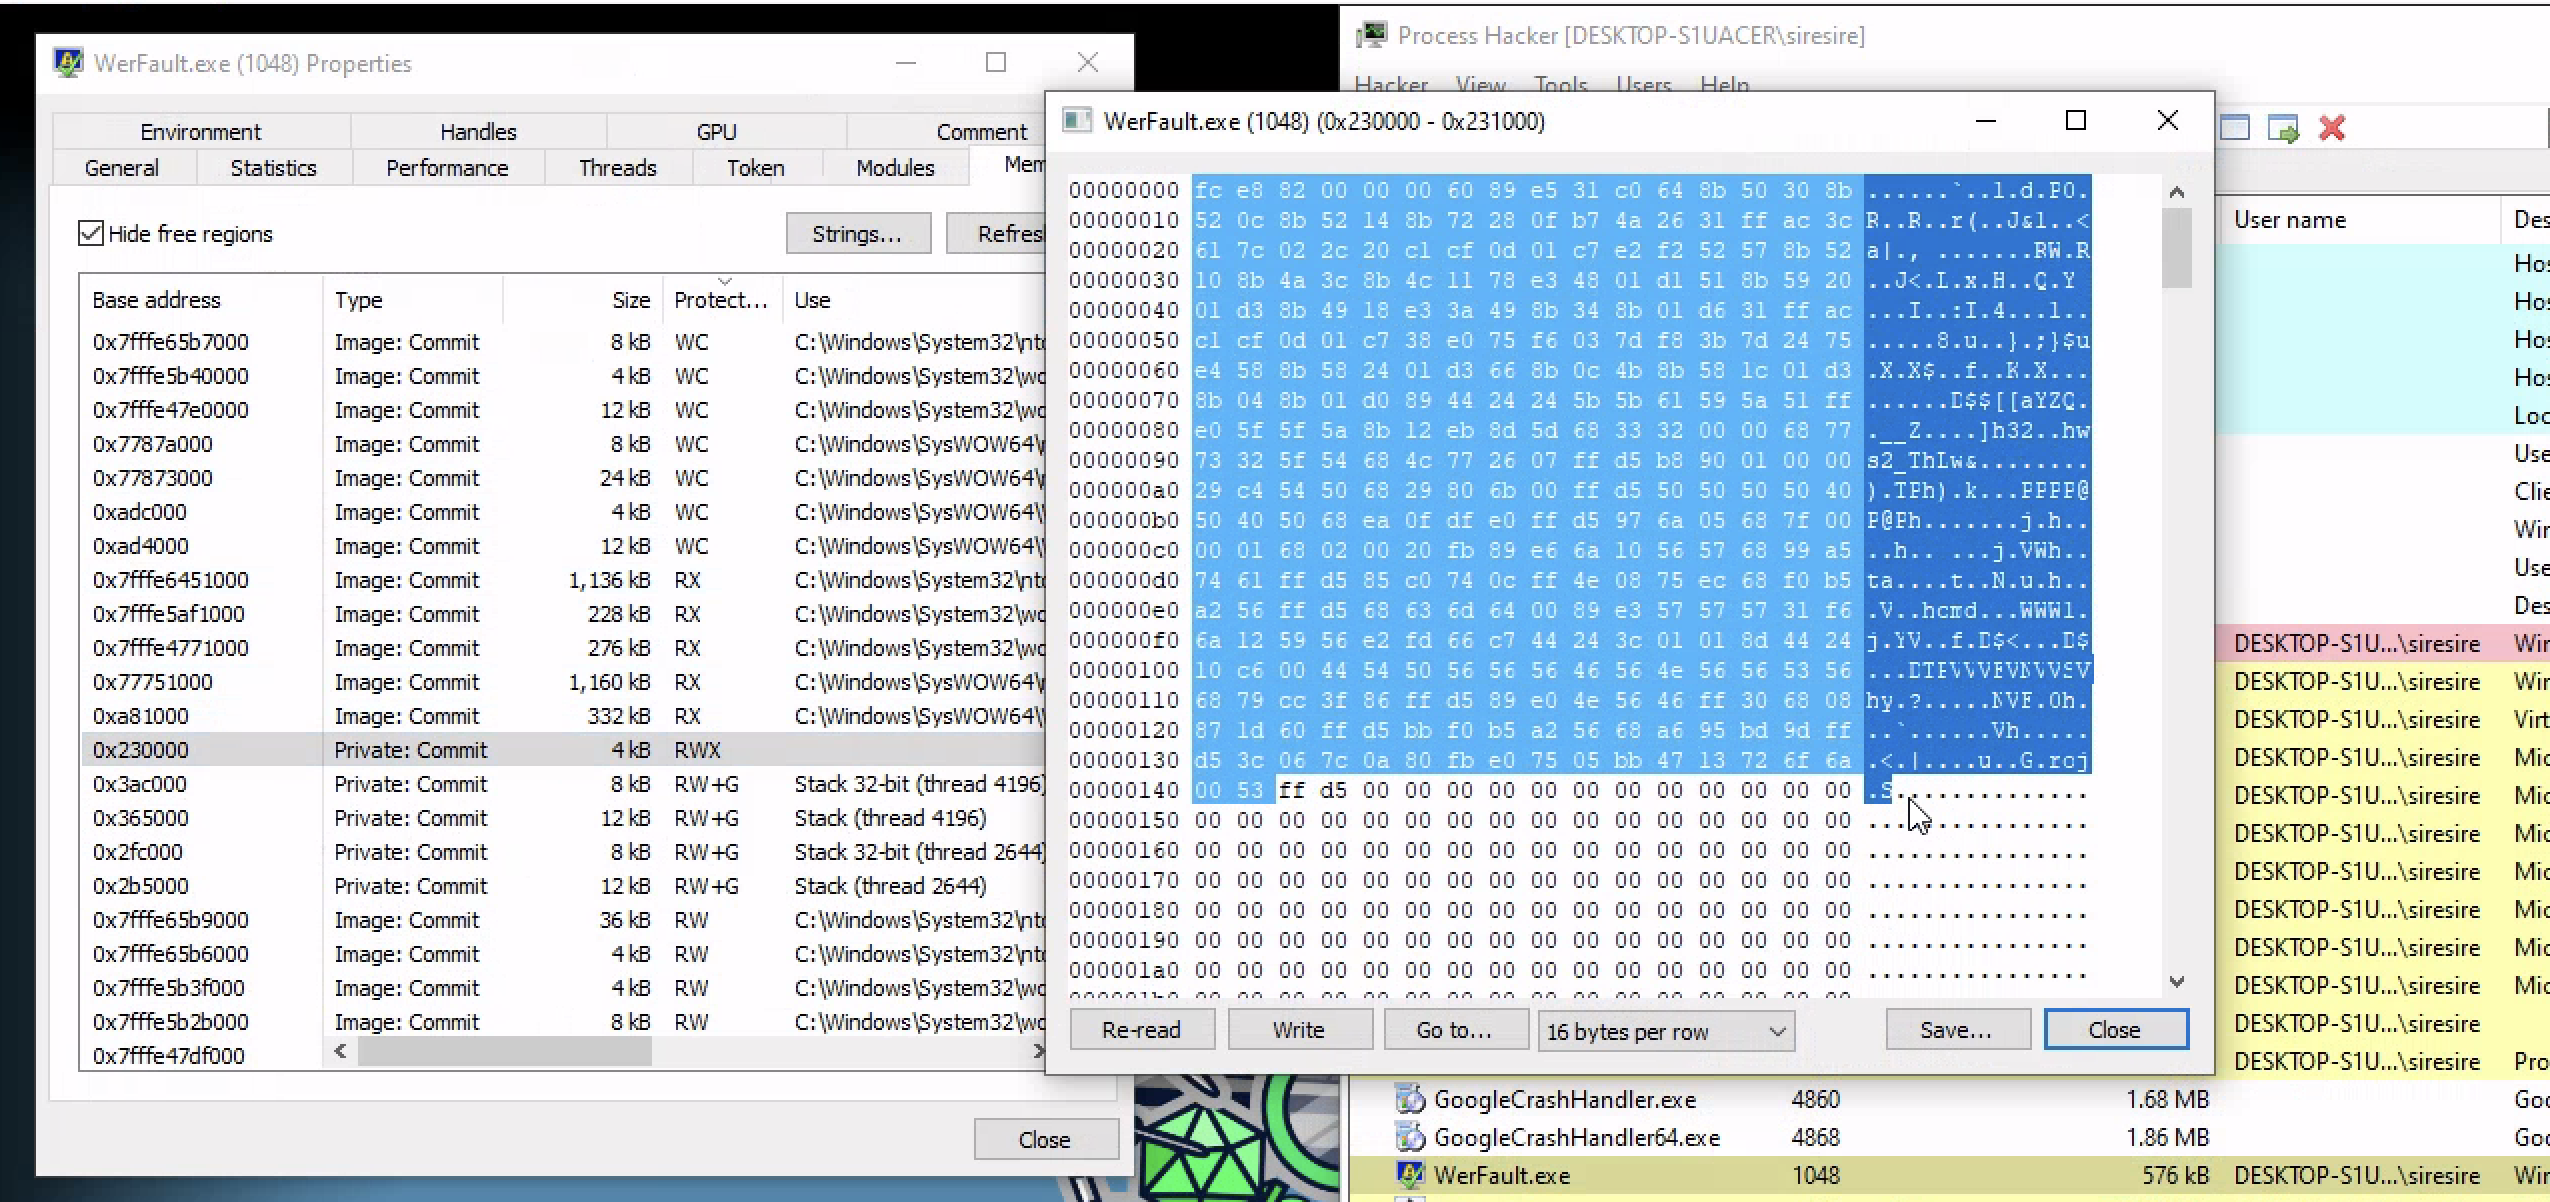 WerFault.exe (1048) Properties
Environment Handles GPU Comment
General Statistics Performance Threads Token Modules Mem
Hide free regions
Strings... Refres
Base address Type Size Protect... Use
0x7fffe65b7000 Image: Commit 8 kB WC C:\Windows\System32\ntd
0x7fffe5b40000 Image: Commit 4 kB WC C:\Windows\System32\wo
0x7fffe47e0000 Image: Commit 12 kB WC C:\Windows\System32\wo
0x7787a000 Image: Commit 8 kB WC C:\Windows\SysWOW64\
0x77873000 Image: Commit 24 kB WC C:\Windows\SysWOW64\
0xadc000 Image: Commit 4 kB WC C:\Windows\SysWOW64\
0xad4000 Image: Commit 12 kB WC C:\Windows\SysWOW64\
0x7fffe6451000 Image: Commit 1,136 kB RX C:\Windows\System32\ntd
0x7fffe5af1000 Image: Commit 228 kB RX C:\Windows\System32\wo
0x7fffe4771000 Image: Commit 276 kB RX C:\Windows\System32\wo
0x77751000 Image: Commit 1,160 kB RX C:\Windows\SysWOW64\
0xa81000 Image: Commit 332 kB RX C:\Windows\SysWOW64\
0x230000 Private: Commit 4 kB RWX
0x3ac000 Private: Commit 8 kB RW+G Stack 32-bit (thread 4196)
0x365000 Private: Commit 12 kB RW+G Stack (thread 4196)
0x2fc000 Private: Commit 8 kB RW+G Stack 32-bit (thread 2644)
0x2b5000 Private: Commit 12 kB RW+G Stack (thread 2644)
0x7fffe65b9000 Image: Commit 36 kB RW C:\Windows\System32\ntd
0x7fffe65b6000 Image: Commit 4 kB RW C:\Windows\System32\ntd
0x7fffe5b3f000 Image: Commit 4 kB RW C:\Windows\System32\wo
0x7fffe5b2b000 Image: Commit 8 kB RW C:\Windows\System32\wo
0x7fffe47df000
Close
Process Hacker [DESKTOP-S1UACER\siresire]
Hacker View Tools Users Help
WerFault.exe (1048) (0x230000 - 0x231000)
00000000 fc e8 82 00 00 00 60 89 e5 31 c0 64 8b 50 30 8b ......`..1.d.P0.
00000010 52 0c 8b 52 14 8b 72 28 0f b7 4a 26 31 ff ac 3c R..R..r(..J&1..<
00000020 61 7c 02 2c 20 c1 cf 0d 01 c7 e2 f2 52 57 8b 52 a|., .......RW.R
00000030 10 8b 4a 3c 8b 4c 11 78 e3 48 01 d1 51 8b 59 20 ..J<.L.x.H..Q.Y
00000040 01 d3 8b 49 18 e3 3a 49 8b 34 8b 01 d6 31 ff ac ...I..:I.4...1..
00000050 c1 cf 0d 01 c7 38 e0 75 f6 03 7d f8 3b 7d 24 75 .....8.u..}.;}$u
00000060 e4 58 8b 58 24 01 d3 66 8b 0c 4b 8b 58 1c 01 d3 .X.X$..f..K.X...
00000070 8b 04 8b 01 d0 89 44 24 24 5b 5b 61 59 5a 51 ff ......D$$[[aYZQ.
00000080 e0 5f 5f 5a 8b 12 eb 8d 5d 68 33 32 00 00 68 77 .__Z....]h32..hw
00000090 73 32 5f 54 68 4c 77 26 07 ff d5 b8 90 01 00 00 s2_ThLw&........
000000a0 29 c4 54 50 68 29 80 6b 00 ff d5 50 50 50 50 40 ).TPh).k...PPPP@
000000b0 50 40 50 68 ea 0f df e0 ff d5 97 6a 05 68 7f 00 P@Ph.......j.h..
000000c0 00 01 68 02 00 20 fb 89 e6 6a 10 56 57 68 99 a5 ..h.. ...j.VWh..
000000d0 74 61 ff d5 85 c0 74 0c ff 4e 08 75 ec 68 f0 b5 ta....t..N.u.h..
000000e0 a2 56 ff d5 68 63 6d 64 00 89 e3 57 57 57 31 f6 .V..hcmd...WWW1.
000000f0 6a 12 59 56 e2 fd 66 c7 44 24 3c 01 01 8d 44 24 j.YV..f.D$<...D$
00000100 10 c6 00 44 54 50 56 56 56 46 56 4e 56 56 53 56 ...DTPVVVFVNVVSV
00000110 68 79 cc 3f 86 ff d5 89 e0 4e 56 46 ff 30 68 08 hy.?.....NVF.0h.
00000120 87 1d 60 ff d5 bb f0 b5 a2 56 68 a6 95 bd 9d ff ..`......Vh.....
00000130 d5 3c 06 7c 0a 80 fb e0 75 05 bb 47 13 72 6f 6a .<.|....u..G.roj
00000140 00 53 ff d5 00 00 00 00 00 00 00 00 00 00 00 00 .S..............
00000150 00 00 00 00 00 00 00 00 00 00 00 00 00 00 00 00 ................
00000160 00 00 00 00 00 00 00 00 00 00 00 00 00 00 00 00 ................
00000170 00 00 00 00 00 00 00 00 00 00 00 00 00 00 00 00 ................
00000180 00 00 00 00 00 00 00 00 00 00 00 00 00 00 00 00 ................
00000190 00 00 00 00 00 00 00 00 00 00 00 00 00 00 00 00 ................
000001a0 00 00 00 00 00 00 00 00 00 00 00 00 00 00 00 00 ................
Re-read Write Go to... 16 bytes per row Save... Close
User name Des
Hos
Hos
Hos
Hos
Loc
Use
Clie
Win
Use
Des
DESKTOP-S1U...\siresire Win
DESKTOP-S1U...\siresire Win
DESKTOP-S1U...\siresire Virt
DESKTOP-S1U...\siresire Mic
DESKTOP-S1U...\siresire Mic
DESKTOP-S1U...\siresire Mic
DESKTOP-S1U...\siresire Mic
DESKTOP-S1U...\siresire Mic
DESKTOP-S1U...\siresire Mic
DESKTOP-S1U...\siresire Mic
DESKTOP-S1U...\siresire
DESKTOP-S1U...\siresire Pro
GoogleCrashHandler.exe 4860 1.68 MB Goo
GoogleCrashHandler64.exe 4868 1.86 MB Goo
WerFault.exe 1048 576 kB DESKTOP-S1U...\siresire Win